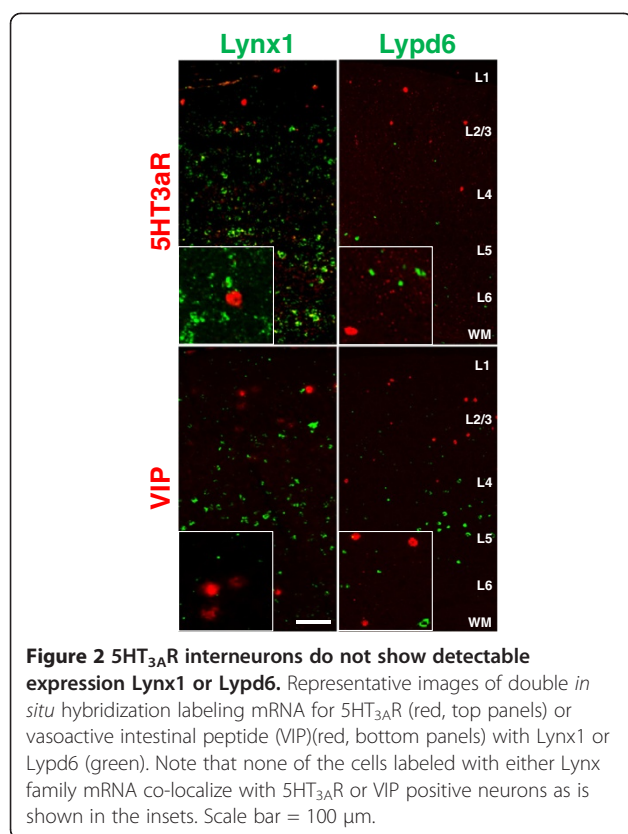 Lynx1 Lypd6
5HT3aR
L1
L2/3
L4
L5
L6
WM
VIP
L1
L2/3
L4
L5
L6
WM
Figure 2 5HT3AR interneurons do not show detectable
expression Lynx1 or Lypd6. Representative images of double in
situ hybridization labeling mRNA for 5HT3AR (red, top panels) or
vasoactive intestinal peptide (VIP)(red, bottom panels) with Lynx1 or
Lypd6 (green). Note that none of the cells labeled with either Lynx
family mRNA co-localize with 5HT3AR or VIP positive neurons as is
shown in the insets. Scale bar = 100 μm.